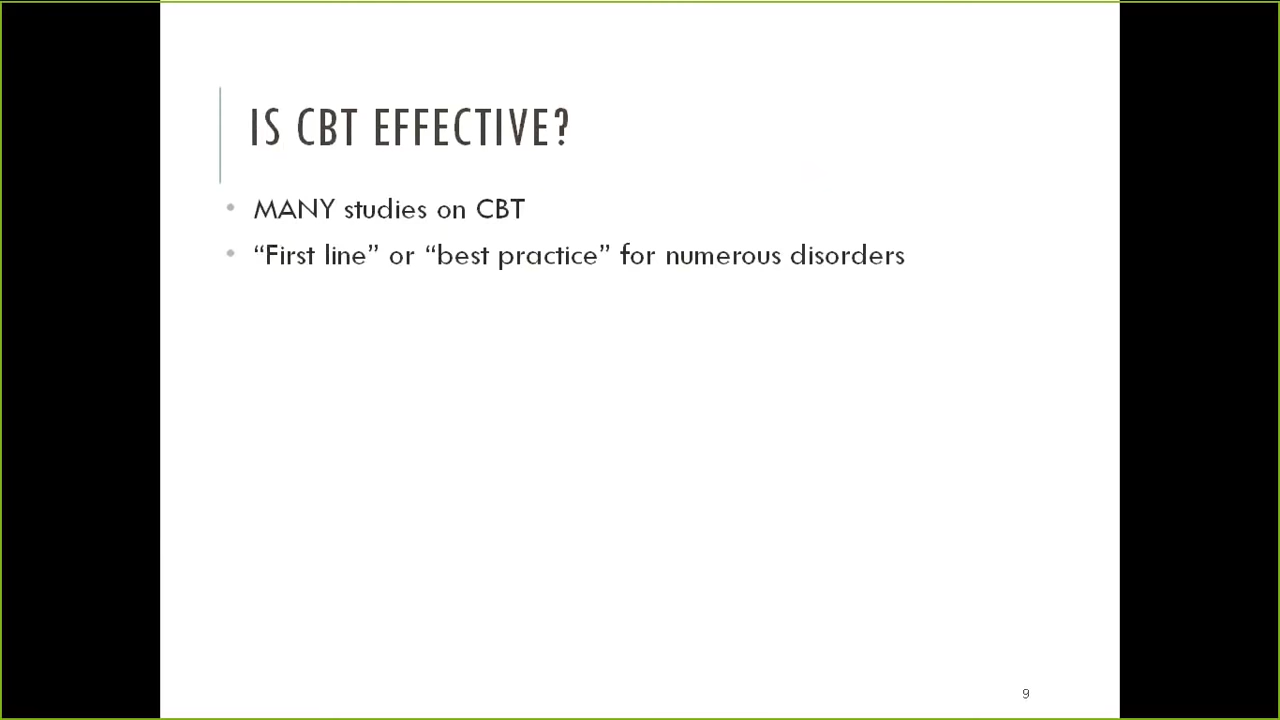 IS CBT EFFECTIVE?
• MANY studies on CBT
• “First line” or “best practice” for numerous disorders
9